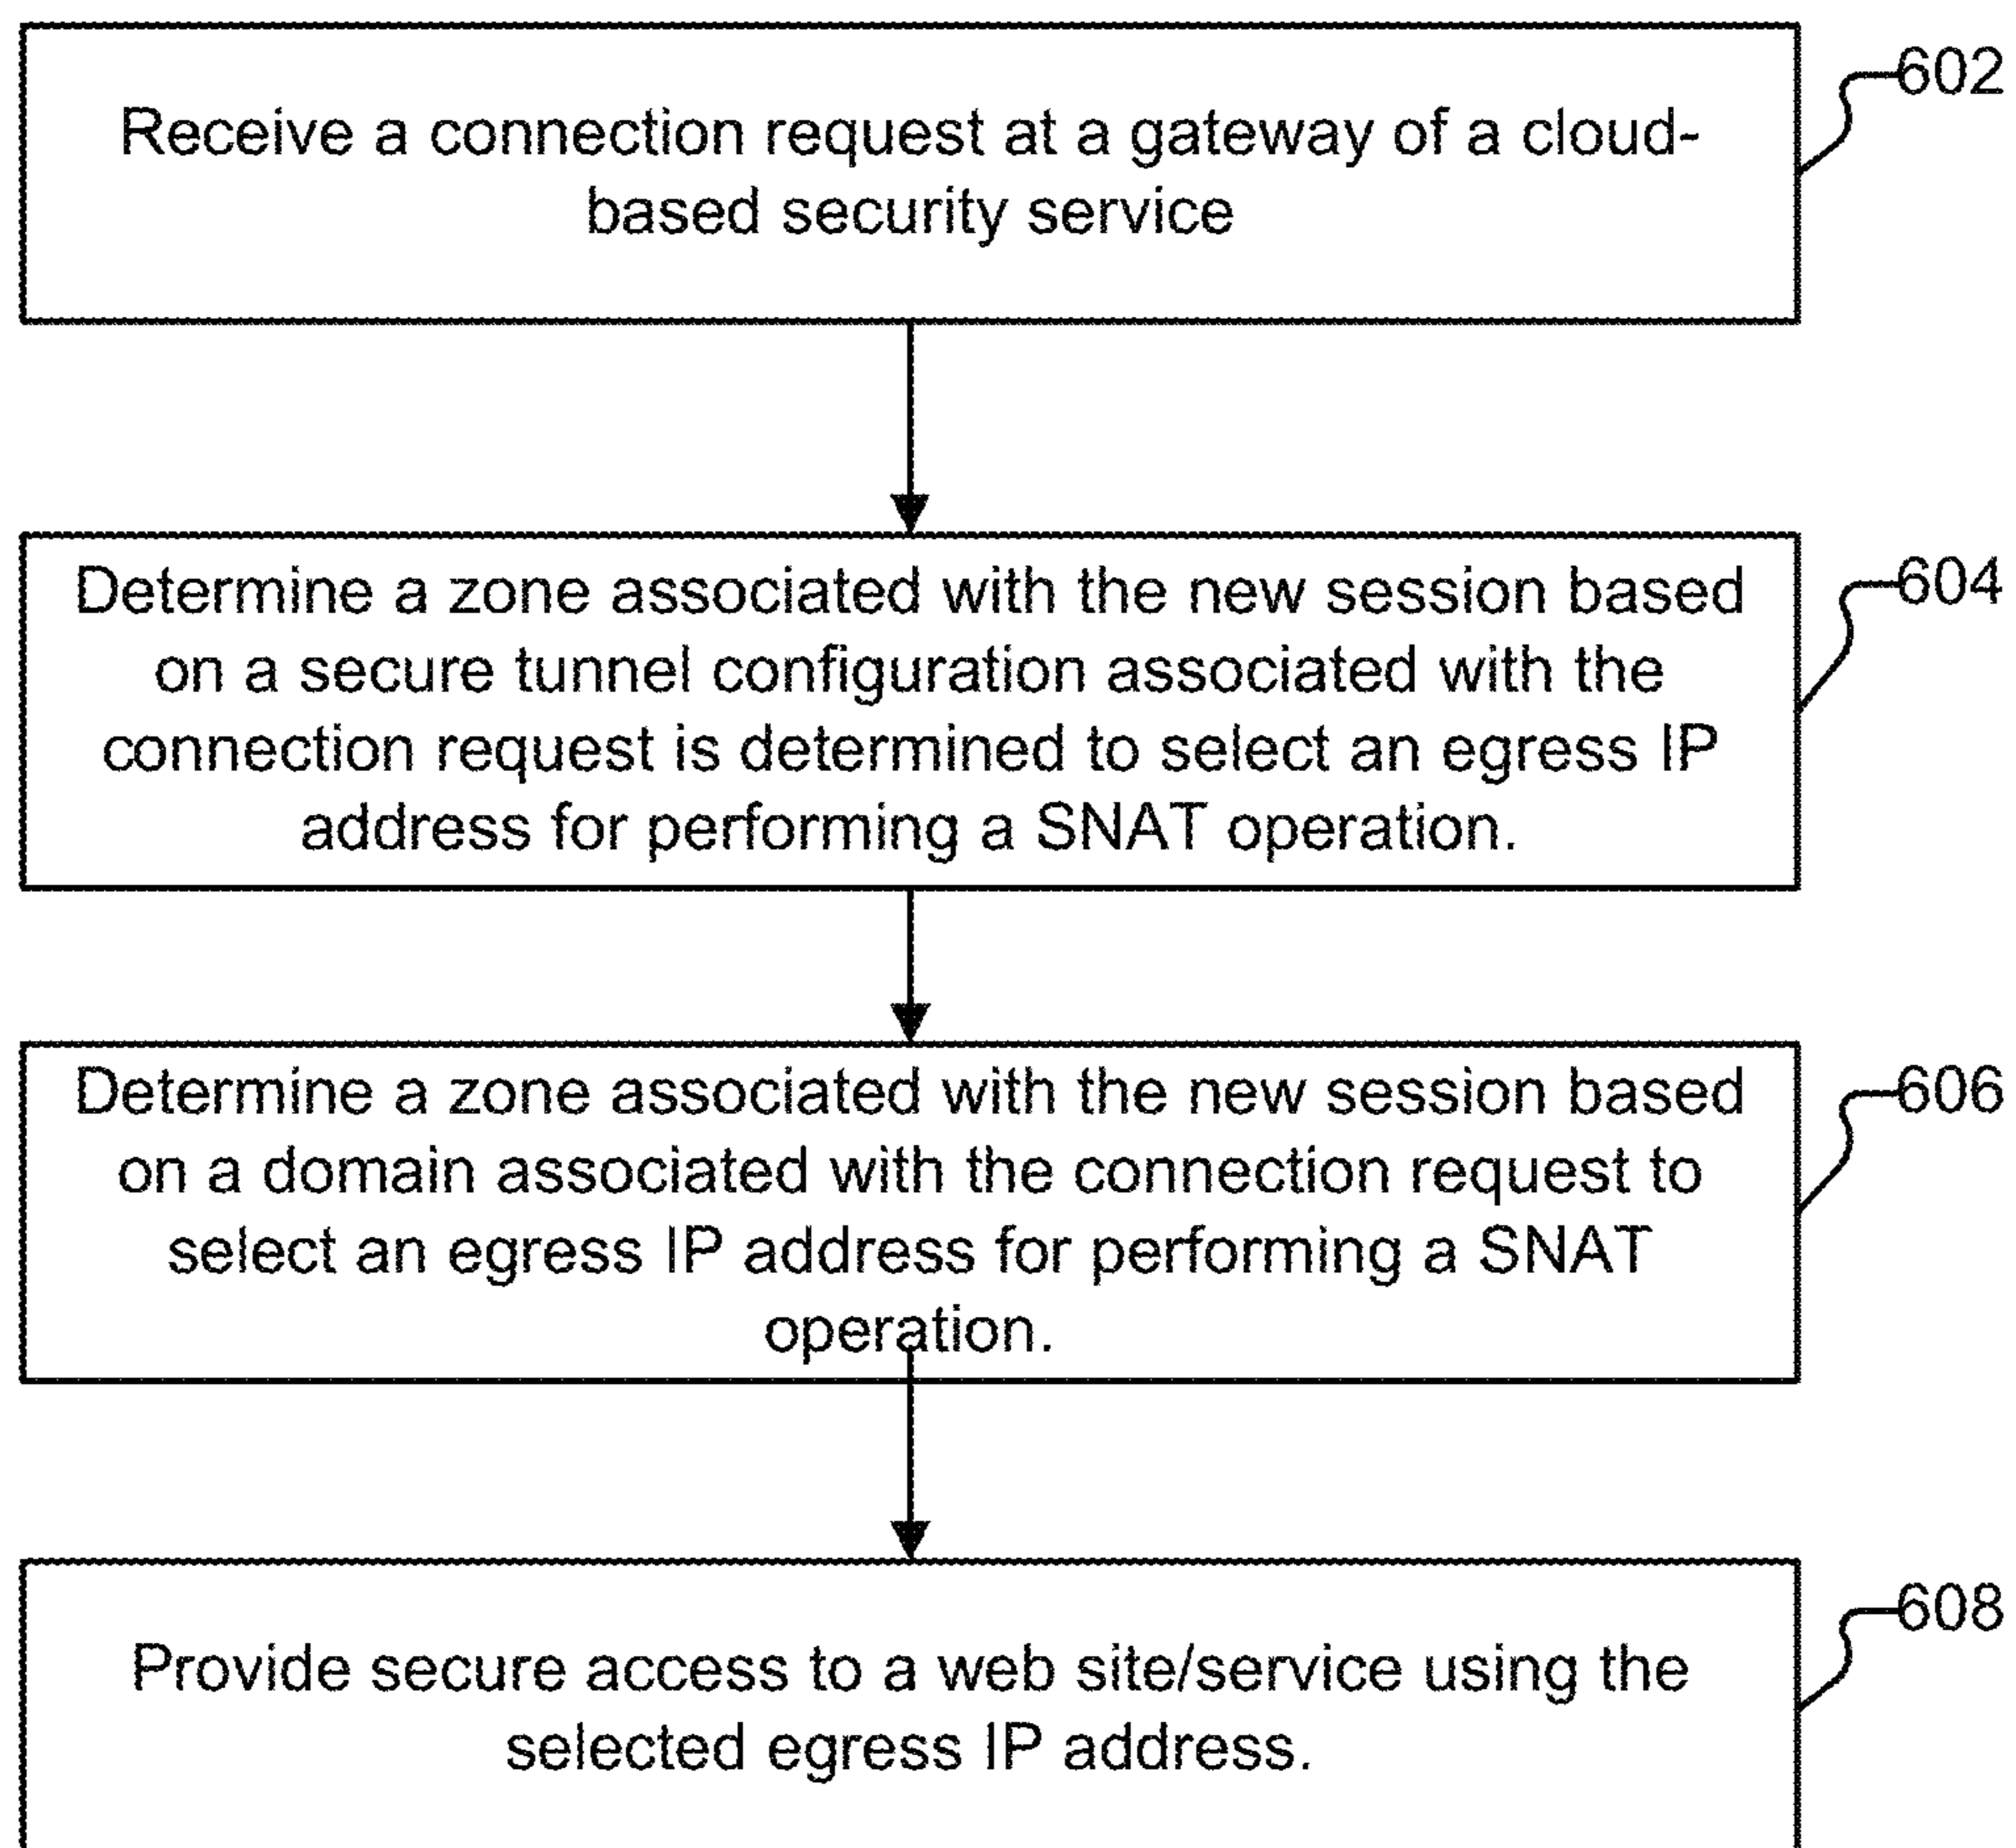 Receive a connection request at a gateway of a cloud-
based security service
602
Determine a zone associated with the new session based
on a secure tunnel configuration associated with the
connection request is determined to select an egress IP
address for performing a SNAT operation.
604
Determine a zone associated with the new session based
on a domain associated with the connection request to
select an egress IP address for performing a SNAT
operation.
606
Provide secure access to a web site/service using the
selected egress IP address.
608